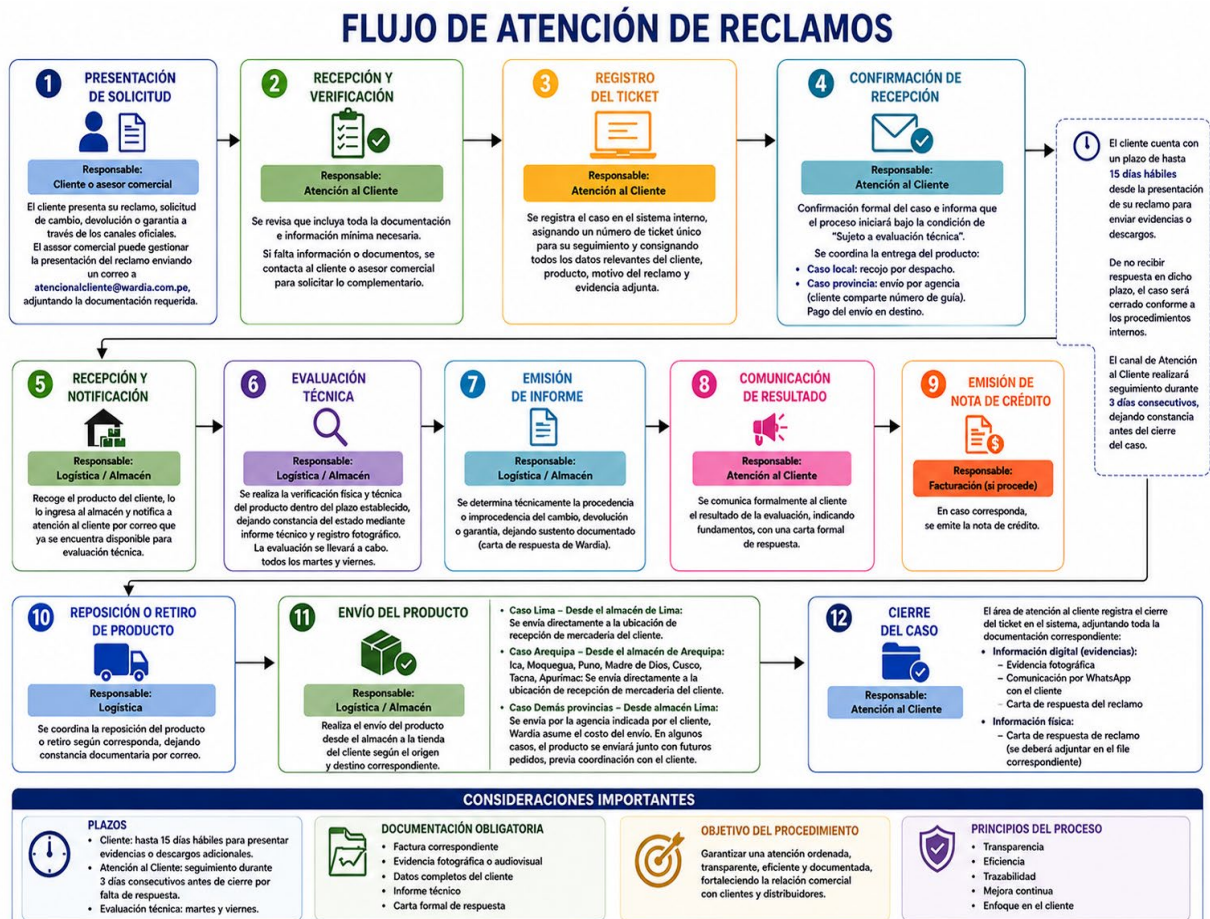 FLUJO DE ATENCIÓN DE RECLAMOS
1
PRESENTACIÓN
DE SOLICITUD
Responsable:
Cliente o asesor comercial
El cliente presenta su reclamo, solicitud
de cambio, devolución o garantia a
través de los canales oficiales.
El assor comercial puede gestionar
la presentación del reclamo enviando
un correo a
atencionalcliente@wardia.com.pe,
adjuntando la documentación requerida.
2
RECEPCIÓN Y
VERIFICACIÓN
Responsable:
Atención al Cliente
Se revisa que incluya toda la documentación
e información mínima necesaria.
Si falta información o documentos, se
contacta al cliente o asesor comercial
para solicitar lo complementario.
3
REGISTRO
DEL TICKET
Responsable:
Atención al Cliente
Se registra el caso en el sistema interno,
asignando un número de ticket único
para su seguimiento y consignando
todos los datos relevantes del cliente,
producto, motivo del reclamo y
evidencia adjunta.
4
CONFIRMACIÓN DE
RECEPCIÓN
Responsable:
Atención al Cliente
Confirmación formal del caso e informa que
el proceso iniciará bajo la condición de
“Sujeto a evaluación técnica”.
Se coordina la entrega del producto:
• Caso local: recojo por despacho.
• Caso provincia: envío por agencia
(cliente comparte número de guía).
Pago del envío en destino.
El cliente cuenta con
un plazo de hasta
15 días hábiles
desde la presentación
de su reclamo para
enviar evidencias o
descargos.
De no recibir
respuesta en dicho
plazo, el caso será
cerrado conforme a
los procedimientos
internos.
El canal de Atención
al Cliente realizará
seguimiento durante
3 días consecutivos,
dejando constancia
antes del cierre
del caso.
5
RECEPCIÓN Y
NOTIFICACIÓN
Responsable:
Logística / Almacén
Recoge el producto del cliente, lo
lo ingresa al almacén y notifica a
atención al cliente por correo que
ya se encuentra disponible para
evaluación técnica.
6
EVALUACIÓN
TÉCNICA
Responsable:
Logística / Almacén
Se realiza la verificación física y técnica
del producto dentro del plazo establecido,
dejando constancia del estado mediante
informe técnico y registro fotográfico.
La evaluación se llevará a cabo.
todos los martes y viernes.
7
EMISIÓN
DE INFORME
Responsable:
Logística / Almacén
Se determina técnicamente la procedencia
o improcedencia del cambio, devolución
o garantía, dejando sustento documentado
(carta de respuesta de Wardia).
8
COMUNICACIÓN
DE RESULTADO
Responsable:
Atención al Cliente
Se comunica formalmente al cliente
el resultado de la evaluación, indicando
fundamentos, con una carta formal
de respuesta.
9
EMISIÓN DE
NOTA DE CRÉDITO
$
Responsable:
Facturación (si procede)
En caso corresponda,
se emite la nota de crédito.
10
REPOSICIÓN O RETIRO
DE PRODUCTO
Responsable:
Logística
Se coordina la reposición del producto
o retiro según corresponda, dejando
constancia documentaria por correo.
11
ENVÍO DEL PRODUCTO
Responsable:
Logística / Almacén
Realiza el envío del producto
desde el almacén a la tienda
del cliente según el origen
y destino correspondiente.
• Caso Lima – Desde el almacén de Lima:
Se envía directamente a la ubicación de
recepción de mercadería del cliente.
• Caso Arequipa – Desde el almacén de Arequipa:
Ica, Moquegua, Puno, Madre de Dios, Cusco,
Tacna, Apurímac: Se envía directamente a la
ubicación de recepción de mercadería del cliente.
• Caso Demás provincias – Desde almacén Lima:
Se envía por la agencia indicada por el cliente,
Wardia asume el costo del envío. En algunos
casos, el producto se enviará junto con futuros
pedidos, previa coordinación con el cliente.
12
CIERRE
DEL CASO
Responsable:
Atención al Cliente
El área de atención al cliente registra el cierre
del ticket en el sistema, adjuntando toda la
documentación correspondiente:
• Información digital (evidencias):
– Evidencia fotográfica
– Comunicación por WhatsApp
con el cliente
– Carta de respuesta del reclamo
• Información física:
– Carta de respuesta de reclamo
(se deberá adjuntar en el file
correspondiente)
CONSIDERACIONES IMPORTANTES
PLAZOS
• Cliente: hasta 15 días hábiles para presentar
evidencias o descargos adicionales.
• Atención al Cliente: seguimiento durante
3 días consecutivos antes de cierre por
falta de respuesta.
• Evaluación técnica: martes y viernes.
DOCUMENTACIÓN OBLIGATORIA
• Factura correspondiente
• Evidencia fotográfica o audiovisual
• Datos completos del cliente
• Informe técnico
• Carta formal de respuesta
OBJETIVO DEL PROCEDIMIENTO
Garantizar una atención ordenada,
transparente, eficiente y documentada,
fortaleciendo la relación comercial
con clientes y distribuidores.
PRINCIPIOS DEL PROCESO
• Transparencia
• Eficiencia
• Trazabilidad
• Mejora continua
• Enfoque en el cliente